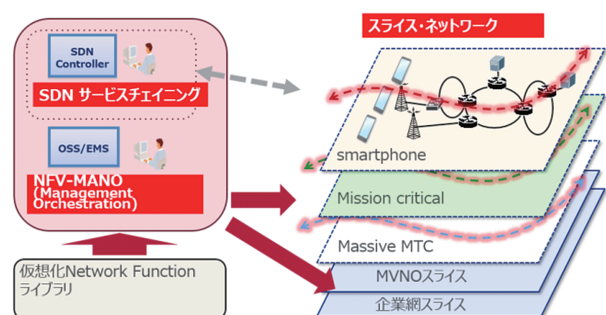 SDN
Controller
SDN サービスチェイニング
OSS/EMS
NFV-MANO
(Management
Orchestration)
仮想化Network Function
ライブラリ
スライス・ネットワーク
smartphone
Mission critical
Massive MTC
MVNOスライス
企業網スライス